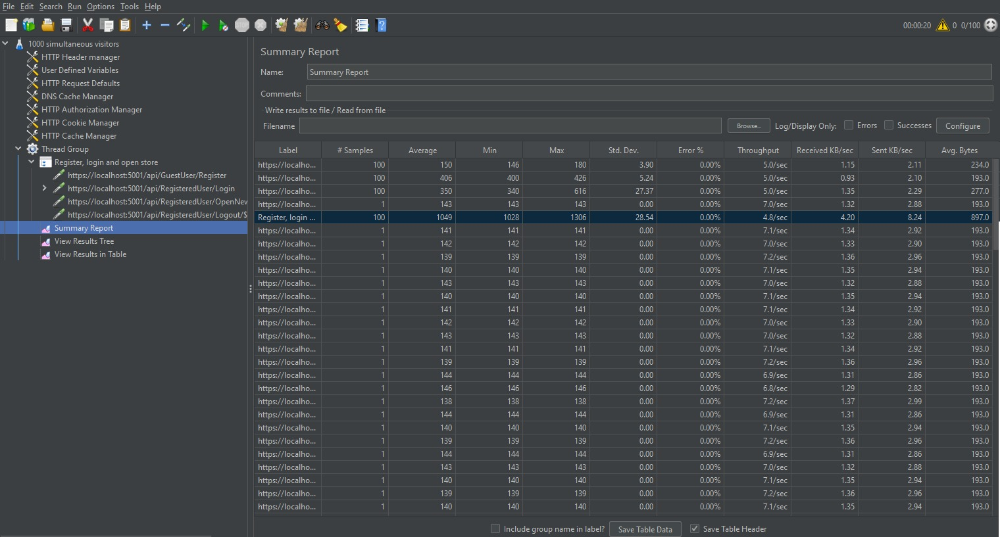 File Edit Search Run Options Tools Help
00:00:20 0 0/100
1000 simultaneous visitors
HTTP Header manager
User Defined Variables
HTTP Request Defaults
DNS Cache Manager
HTTP Authorization Manager
HTTP Cookie Manager
HTTP Cache Manager
Thread Group
Register, login and open store
https://localhost:5001/api/GuestUser/Register
https://localhost:5001/api/RegisteredUser/Login
https://localhost:5001/api/RegisteredUser/OpenNew
https://localhost:5001/api/RegisteredUser/Logout/$
Summary Report
View Results Tree
View Results in Table
Summary Report
Name: Summary Report
Comments:
Write results to file / Read from file
Filename Browse... Log/Display Only: Errors Successes Configure
Label # Samples Average Min Max Std. Dev. Error % Throughput Received KB/sec Sent KB/sec Avg. Bytes
https://localho... 100 150 146 180 3.90 0.00% 5.0/sec 1.15 2.11 234.0
https://localho... 100 406 400 426 5.24 0.00% 5.0/sec 0.93 2.10 193.0
https://localho... 100 350 340 616 27.37 0.00% 5.0/sec 1.35 2.29 277.0
https://localho... 1 143 143 143 0.00 0.00% 7.0/sec 1.32 2.88 193.0
Register, login ... 100 1049 1028 1306 28.54 0.00% 4.8/sec 4.20 8.24 897.0
https://localho... 1 141 141 141 0.00 0.00% 7.1/sec 1.34 2.92 193.0
https://localho... 1 142 142 142 0.00 0.00% 7.0/sec 1.33 2.90 193.0
https://localho... 1 139 139 139 0.00 0.00% 7.2/sec 1.36 2.96 193.0
https://localho... 1 140 140 140 0.00 0.00% 7.1/sec 1.35 2.94 193.0
https://localho... 1 143 143 143 0.00 0.00% 7.0/sec 1.32 2.88 193.0
https://localho... 1 140 140 140 0.00 0.00% 7.1/sec 1.35 2.94 193.0
https://localho... 1 141 141 141 0.00 0.00% 7.1/sec 1.34 2.92 193.0
https://localho... 1 142 142 142 0.00 0.00% 7.0/sec 1.33 2.90 193.0
https://localho... 1 143 143 143 0.00 0.00% 7.0/sec 1.32 2.88 193.0
https://localho... 1 141 141 141 0.00 0.00% 7.1/sec 1.34 2.92 193.0
https://localho... 1 139 139 139 0.00 0.00% 7.2/sec 1.36 2.96 193.0
https://localho... 1 144 144 144 0.00 0.00% 6.9/sec 1.31 2.86 193.0
https://localho... 1 146 146 146 0.00 0.00% 6.8/sec 1.29 2.82 193.0
https://localho... 1 138 138 138 0.00 0.00% 7.2/sec 1.37 2.99 193.0
https://localho... 1 144 144 144 0.00 0.00% 6.9/sec 1.31 2.86 193.0
https://localho... 1 140 140 140 0.00 0.00% 7.1/sec 1.35 2.94 193.0
https://localho... 1 139 139 139 0.00 0.00% 7.2/sec 1.36 2.96 193.0
https://localho... 1 144 144 144 0.00 0.00% 6.9/sec 1.31 2.86 193.0
https://localho... 1 143 143 143 0.00 0.00% 7.0/sec 1.32 2.88 193.0
https://localho... 1 140 140 140 0.00 0.00% 7.1/sec 1.35 2.94 193.0
https://localho... 1 139 139 139 0.00 0.00% 7.2/sec 1.36 2.96 193.0
https://localho... 1 140 140 140 0.00 0.00% 7.1/sec 1.35 2.94 193.0
Include group name in label? Save Table Data Save Table Header